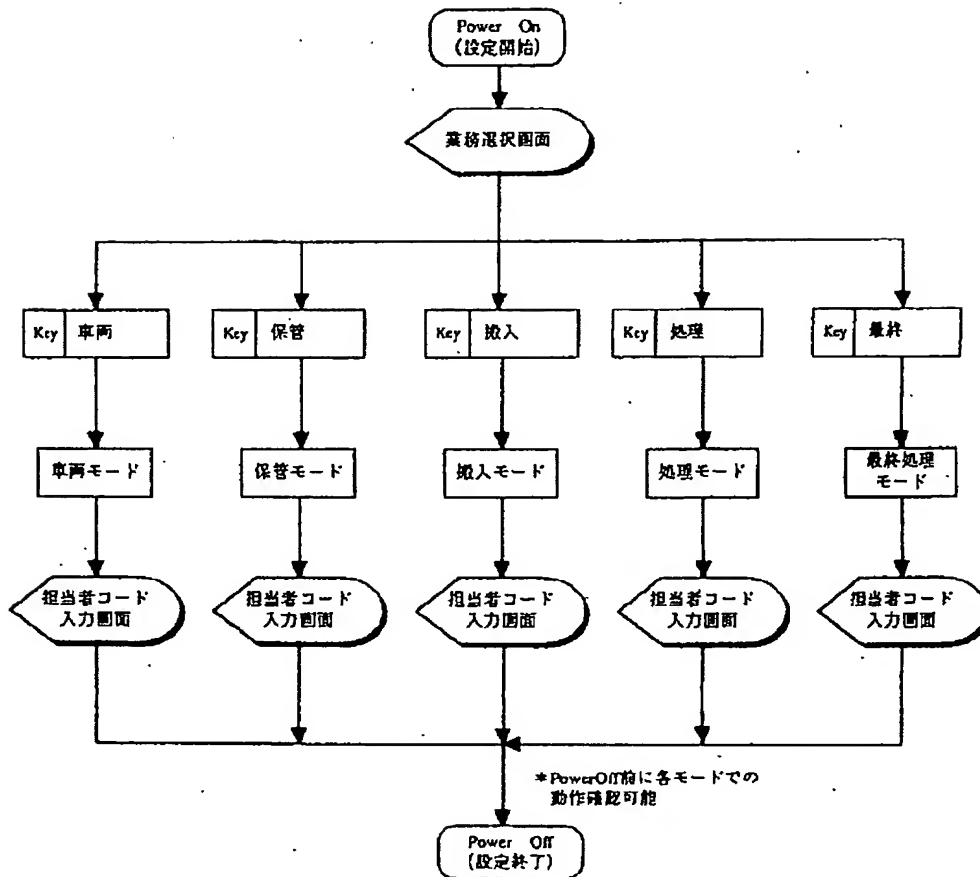 Power On
(設定開始)
業務選択画面
Key 車両
Key 保管
Key 搬入
Key 処理
Key 最終
車両モード
保管モード
搬入モード
処理モード
最終処理
モード
担当者コード
入力画面
担当者コード
入力画面
担当者コード
入力画面
担当者コード
入力画面
担当者コード
入力画面
*PowerOff前に各モードでの
動作確認可能
Power Off
(設定終了)